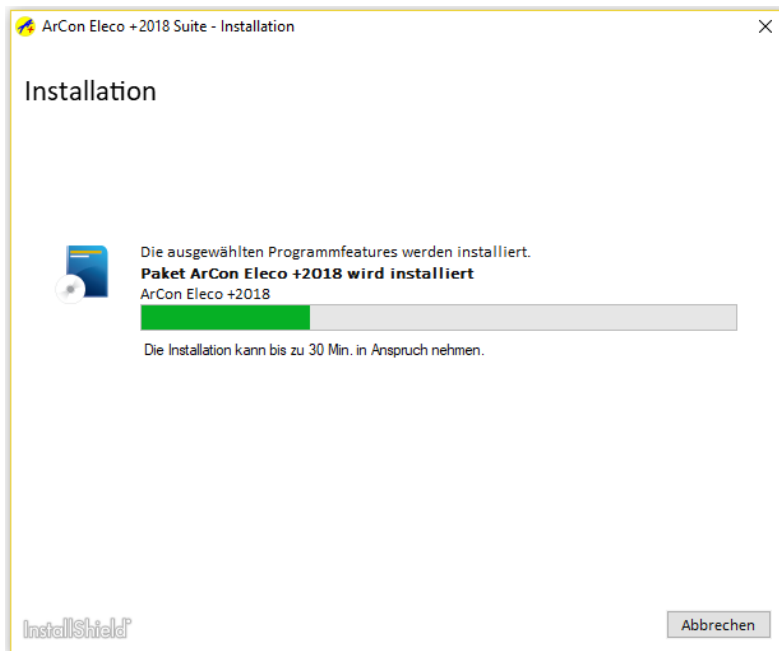 ArCon Eleco +2018 Suite - Installation
Installation
Die ausgewählten Programmfeatures werden installiert.
Paket ArCon Eleco +2018 wird installiert
ArCon Eleco +2018
Die Installation kann bis zu 30 Min. in Anspruch nehmen.
InstallShield
Abbrechen